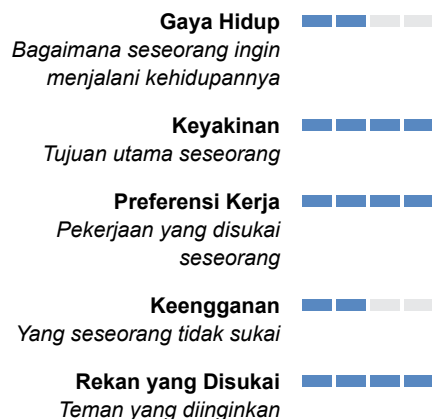 Gaya Hidup
Bagaimana seseorang ingin
menjalani kehidupannya
Keyakinan
Tujuan utama seseorang
Preferensi Kerja
Pekerjaan yang disukai
seseorang
Keengganan
Yang seseorang tidak sukai
Rekan yang Disukai
Teman yang diinginkan